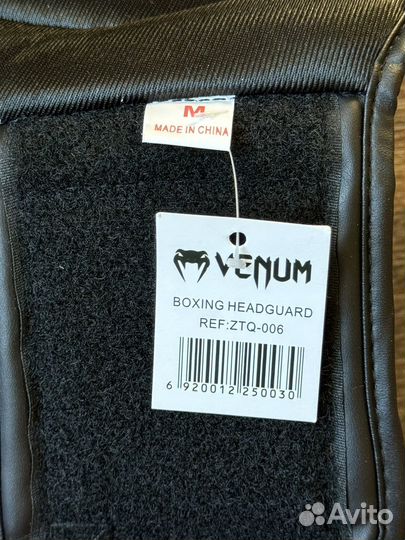 M
MADE IN CHINA
VENUM
BOXING HEADGUARD
REF:ZTQ-006
6 920012 250030
Avito